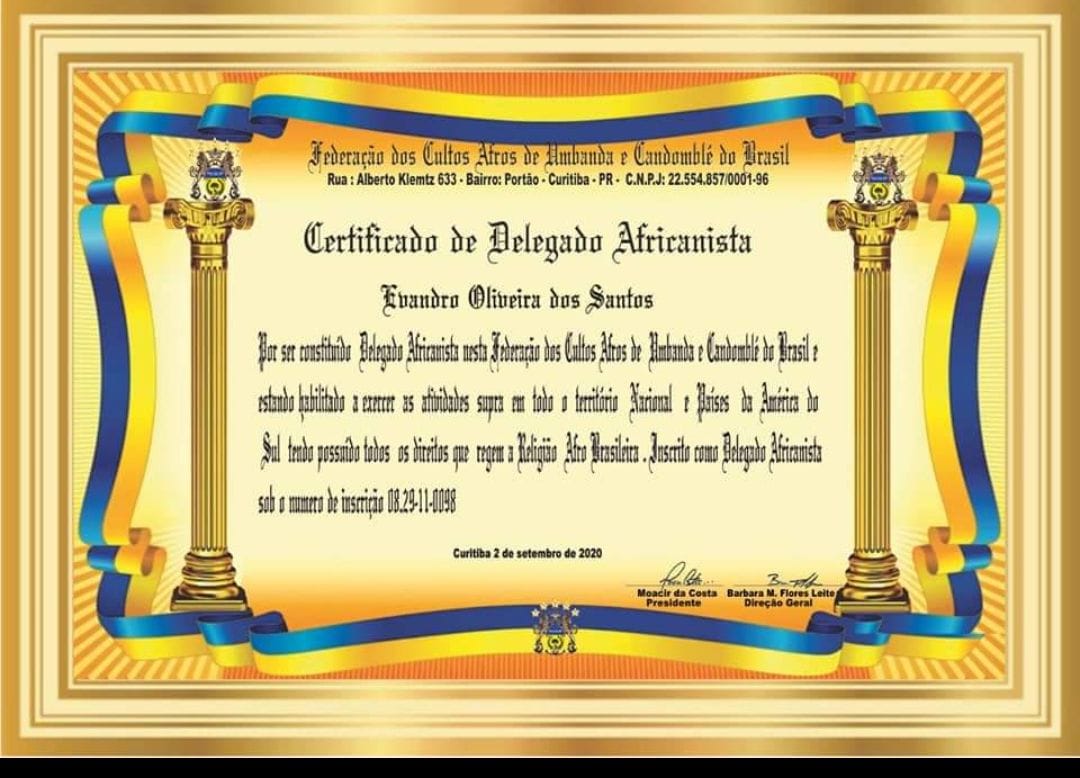 Federação dos Cultos Afros de Umbanda e Candomblé do Brasil
Rua : Alberto Klemtz 633 - Bairro: Portão - Curitiba - PR - C.N.P.J: 22.554.857/0001-96
Certificado de Delegado Africanista
Evandro Oliveira dos Santos
Por ser constituído Delegado Africanista nesta Federação dos Cultos Afros de Umbanda e Candomblé do Brasil e
estando habilitado a exercer as atividades supra em todo o território Nacional e Países da América do
Sul tendo possuído todos os direitos que regem a Religião Afro Brasileira . Inscrito como Delegado Africanista
sob o numero de inscrição 08.29-11-0098
Curitiba 2 de setembro de 2020
Moacir da Costa Barbara M. Flores Leite
Presidente Direção Geral